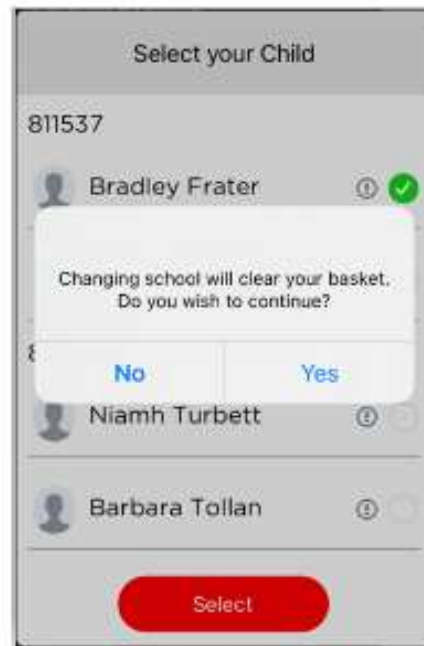 Select your Child
811537
Bradley Frater
Changing school will clear your basket.
Do you wish to continue?
No
Yes
Niamh Turbett
Barbara Tollan
Select